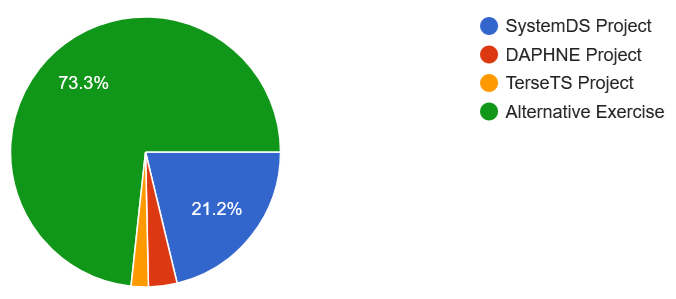 73.3%
21.2%
SystemDS Project
DAPHNE Project
TerseTS Project
Alternative Exercise